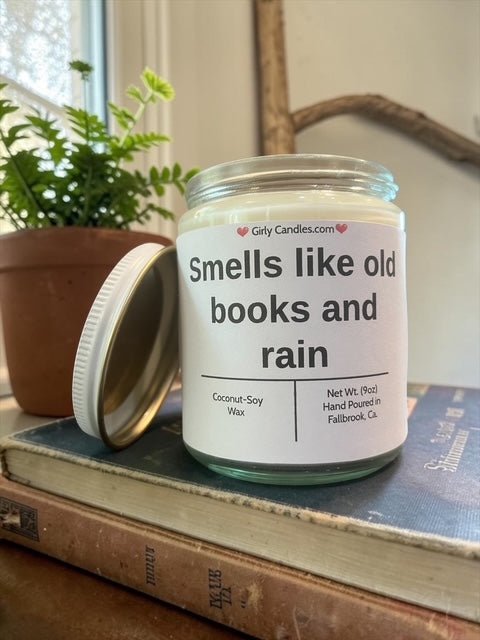 Girly Candles.com
Smells like old
books and
rain
Coconut-Soy
Wax
Net Wt. (9oz)
Hand Poured in
Fallbrook, Ca.